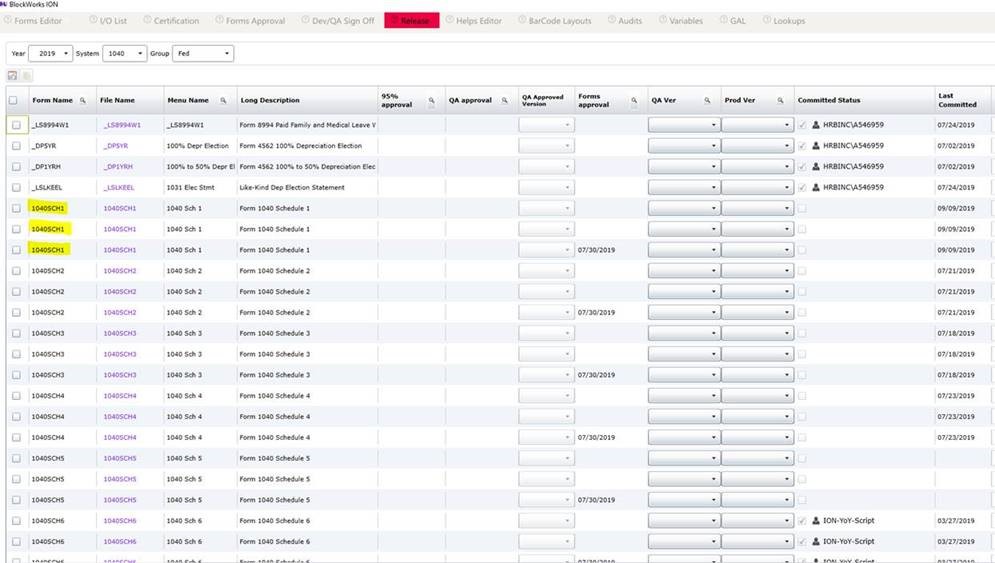 BlockWorks ION
Forms Editor I/O List Certification Forms Approval Dev/QA Sign Off Release Helps Editor BarCode Layouts Audits Variables GAL Lookups
Year 2019 System 1040 Group Fed
Form Name File Name Menu Name Long Description 95% approval QA approval QA Approved Version Forms approval QA Ver Prod Ver Committed Status Last Committed
_LS8994W1 _LS8994W1 _LS8994W1 Form 8994 Paid Family and Medical Leave V HRBINC\A546959 07/24/2019
_DP5YR _DP5YR 100% Depr Election Form 4562 100% Depreciation Election HRBINC\A546959 07/02/2019
_DP1YRH _DP1YRH 100% to 50% Depr El Form 4562 100% to 50% Depreciation Elec HRBINC\A546959 07/02/2019
_LSLKEEL _LSLKEEL 1031 Elec Stmt Like-Kind Dep Election Statement HRBINC\A546959 07/24/2019
1040SCH1 1040SCH1 1040 Sch 1 Form 1040 Schedule 1 09/09/2019
1040SCH1 1040SCH1 1040 Sch 1 Form 1040 Schedule 1 09/09/2019
1040SCH1 1040SCH1 1040 Sch 1 Form 1040 Schedule 1 07/30/2019 09/09/2019
1040SCH2 1040SCH2 1040 Sch 2 Form 1040 Schedule 2 07/21/2019
1040SCH2 1040SCH2 1040 Sch 2 Form 1040 Schedule 2 07/21/2019
1040SCH2 1040SCH2 1040 Sch 2 Form 1040 Schedule 2 07/30/2019 07/21/2019
1040SCH3 1040SCH3 1040 Sch 3 Form 1040 Schedule 3 07/18/2019
1040SCH3 1040SCH3 1040 Sch 3 Form 1040 Schedule 3 07/18/2019
1040SCH3 1040SCH3 1040 Sch 3 Form 1040 Schedule 3 07/30/2019 07/18/2019
1040SCH4 1040SCH4 1040 Sch 4 Form 1040 Schedule 4 07/23/2019
1040SCH4 1040SCH4 1040 Sch 4 Form 1040 Schedule 4 07/23/2019
1040SCH4 1040SCH4 1040 Sch 4 Form 1040 Schedule 4 07/30/2019 07/23/2019
1040SCH5 1040SCH5 1040 Sch 5 Form 1040 Schedule 5
1040SCH5 1040SCH5 1040 Sch 5 Form 1040 Schedule 5
1040SCH5 1040SCH5 1040 Sch 5 Form 1040 Schedule 5 07/30/2019
1040SCH6 1040SCH6 1040 Sch 6 Form 1040 Schedule 6 ION-YoY-Script 03/27/2019
1040SCH6 1040SCH6 1040 Sch 6 Form 1040 Schedule 6 ION-YoY-Script 03/27/2019
1040SCH6 1040SCH6 1040 Sch 6 Form 1040 Schedule 6 ION-YoY-Script 03/27/2019